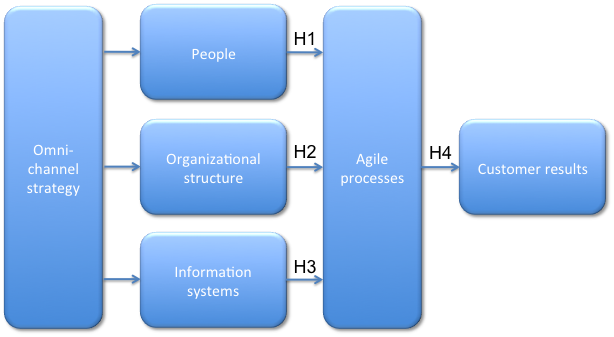 Omni-
channel
strategy
People
Organizational
structure
Information
systems
H1
H2
H3
Agile
processes
H4
Customer results